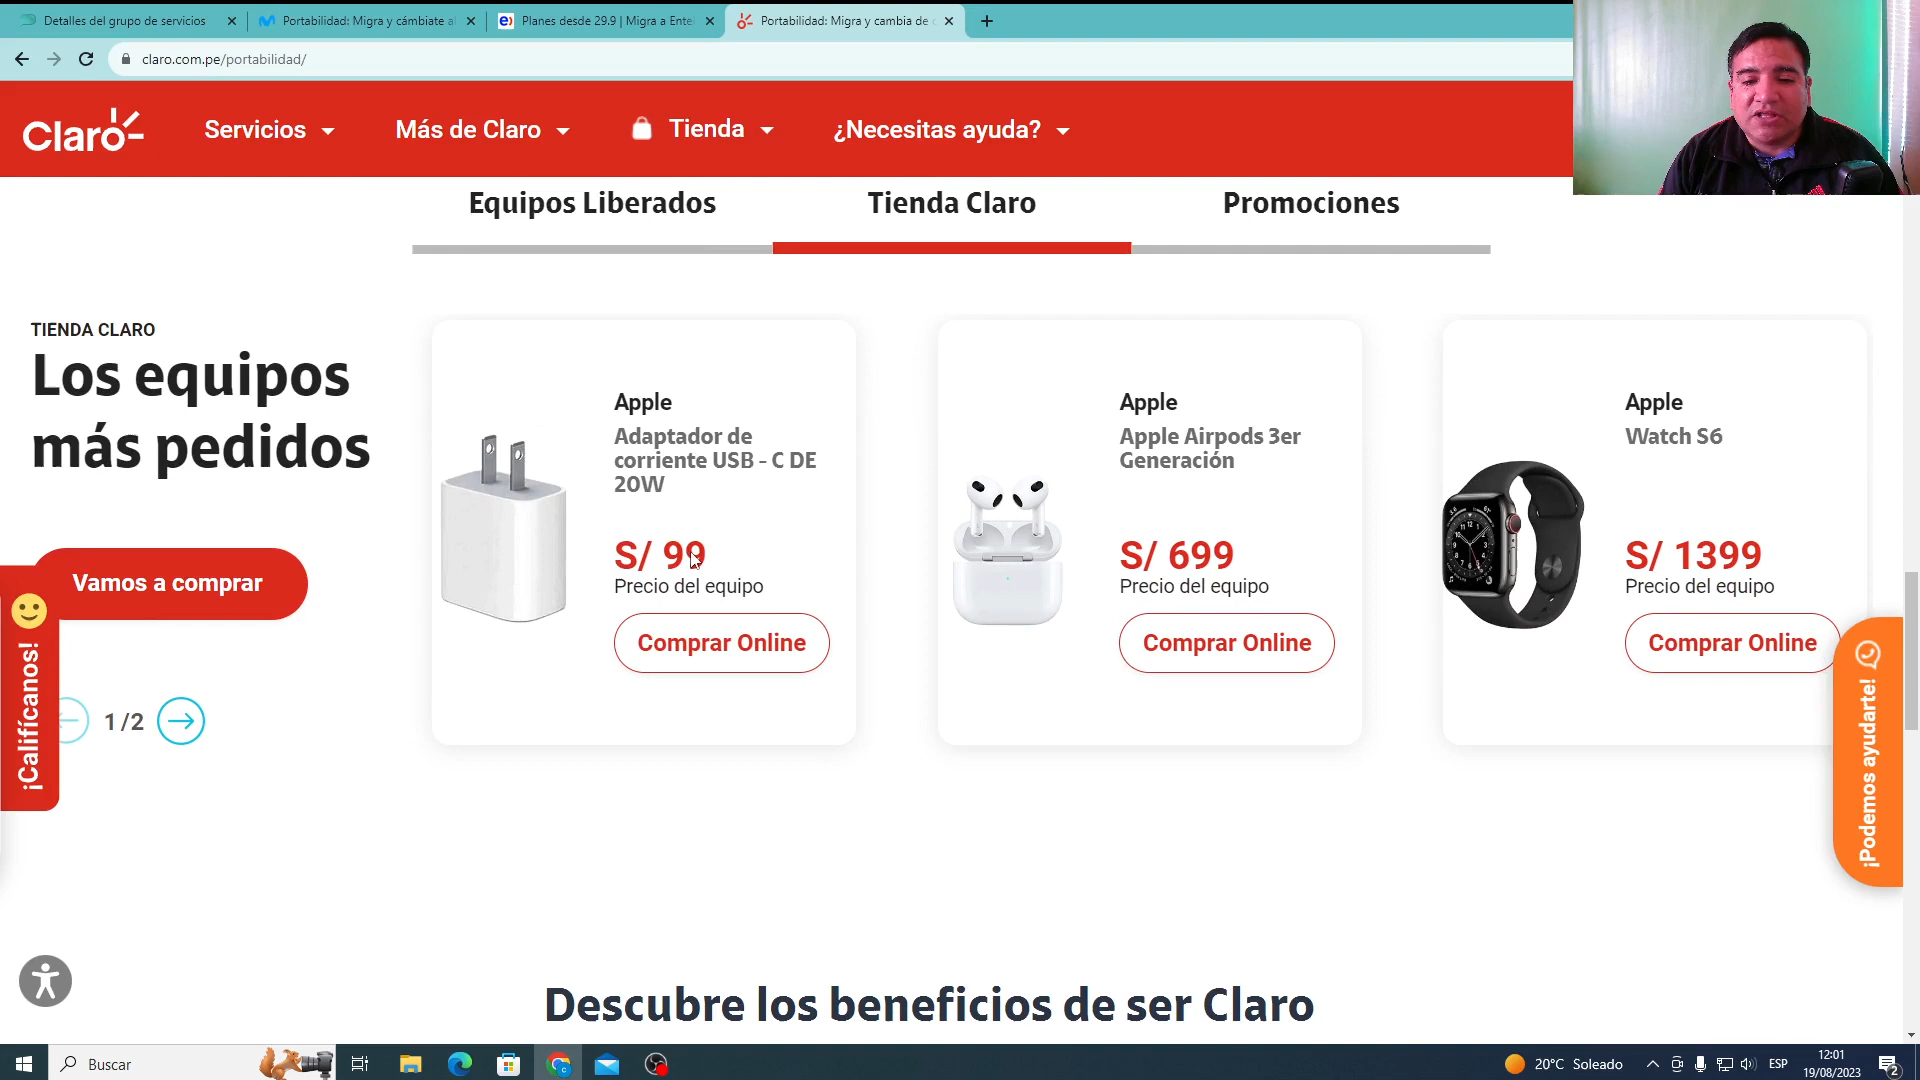 Detalles del grupo de servicios
Portabilidad: Migra y cámbiate al
Planes desde 29.9 | Migra a Ente
Portabilidad: Migra y cambia de
claro.com.pe/portabilidad/
Claro
Servicios
Más de Claro
Tienda
¿Necesitas ayuda?
Equipos Liberados
Tienda Claro
Promociones
TIENDA CLARO
Los equipos
más pedidos
Vamos a comprar
1/2
¡Califícanos!
Apple
Adaptador de
corriente USB - C DE
20W
S/ 99
Precio del equipo
Comprar Online
Apple
Apple Airpods 3er
Generación
S/ 699
Precio del equipo
Comprar Online
Apple
Watch S6
S/ 1399
Precio del equipo
Comprar Online
¡Podemos ayudarte!
Descubre los beneficios de ser Claro
Buscar
20°C Soleado
ESP
12:01
19/08/2023
2